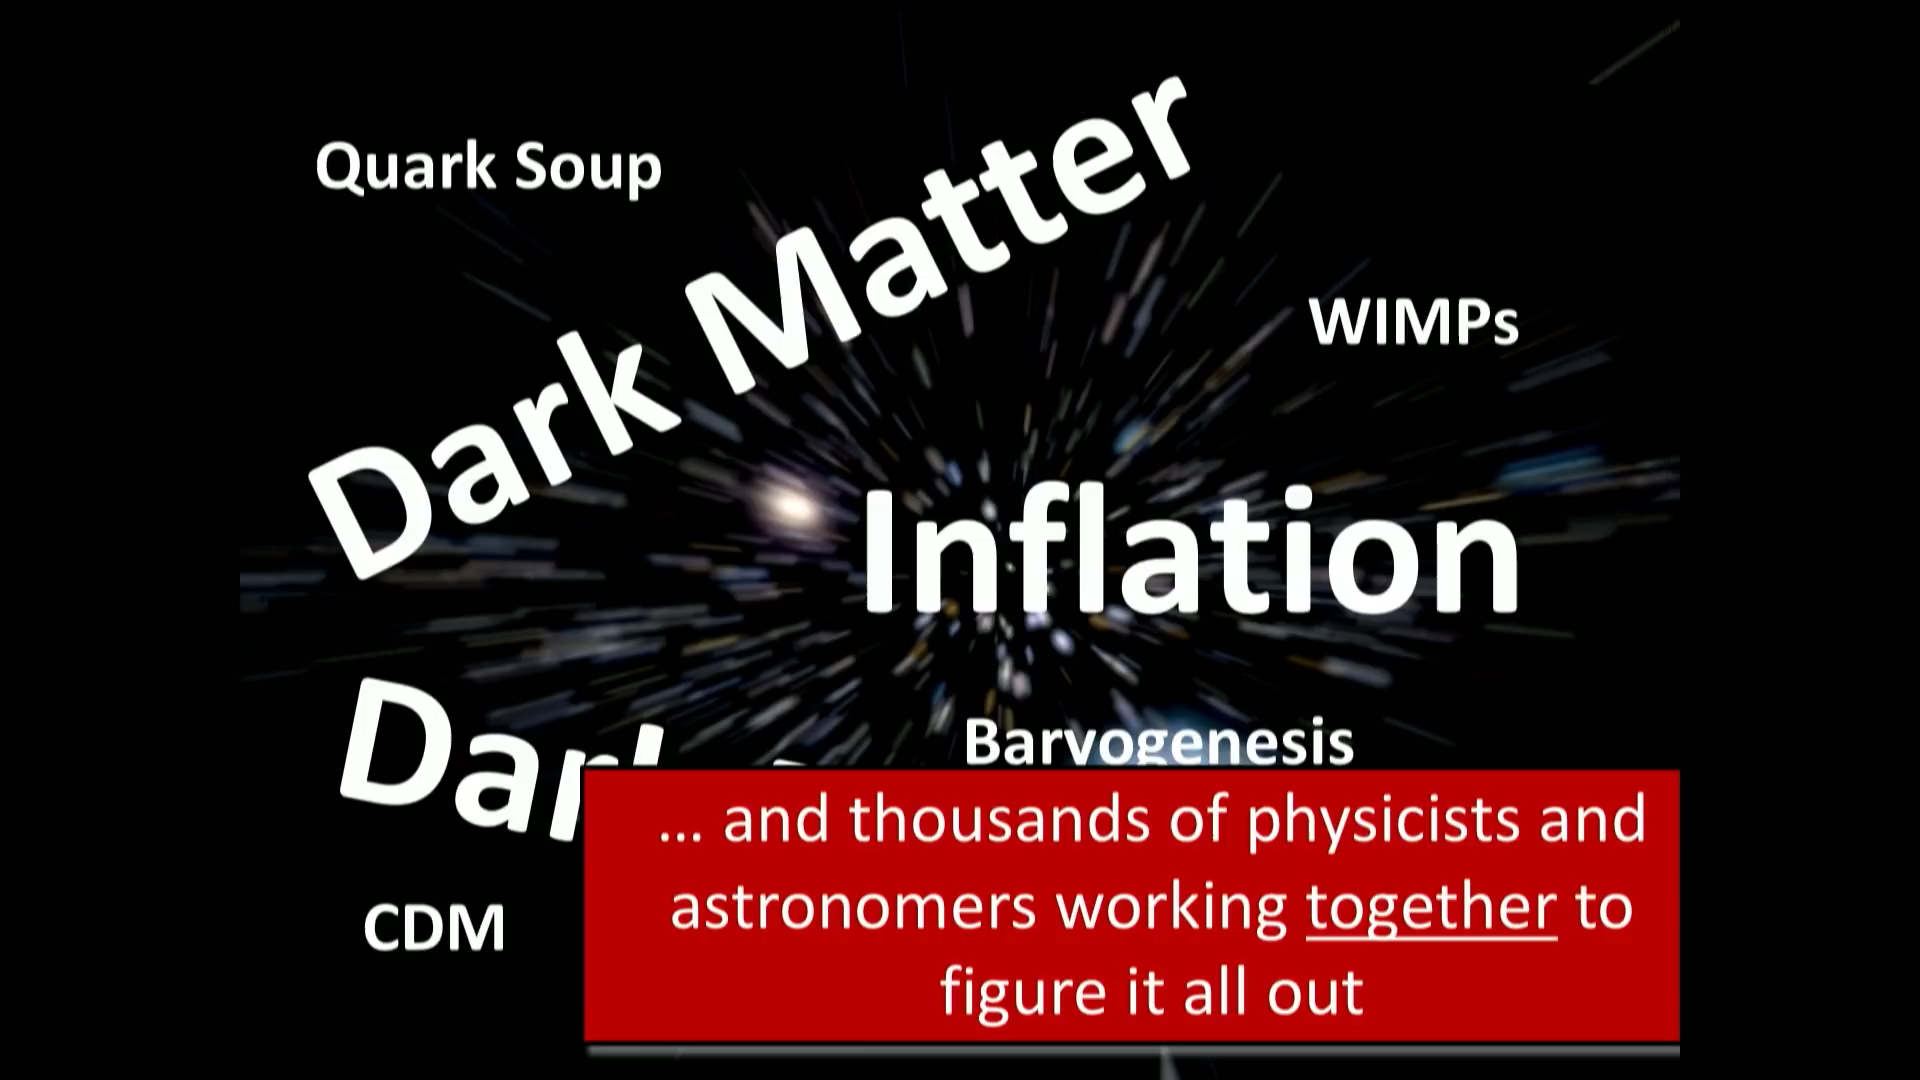 Quark Soup
Dark Matter
WIMPs
Inflation
Dark
Baryogenesis
... and thousands of physicists and
astronomers working together to
figure it all out
CDM